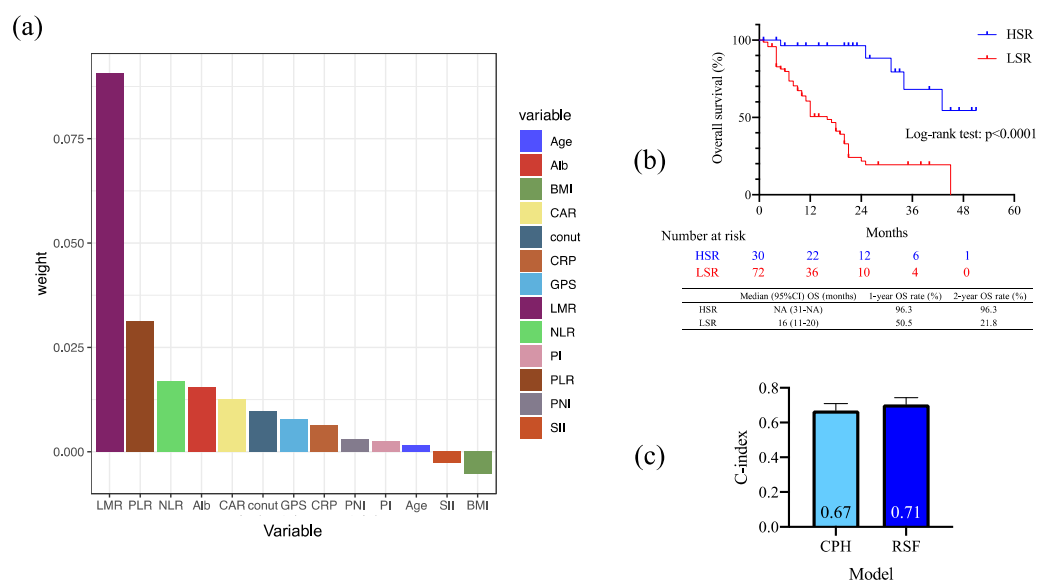 (a)
weight
0.075
0.050
0.025
0.000
LMR PLR NLR Alb CAR conut GPS CRP PNI PI Age SII BMI
Variable
variable
Age
Alb
BMI
CAR
conut
CRP
GPS
LMR
NLR
PI
PLR
PNI
SII
(b)
Overall survival (%)
100
50
0
HSR
LSR
Log-rank test: p<0.0001
0 12 24 36 48 60
Months
Number at risk
HSR 30 22 12 6 1
LSR 72 36 10 4 0
Median (95%CI) OS (months) 1-year OS rate (%) 2-year OS rate (%)
HSR NA (31-NA) 96.3 96.3
LSR 16 (11-20) 50.5 21.8
(c)
C-index
0.8
0.6
0.4
0.2
0.0
0.67 0.71
CPH RSF
Model